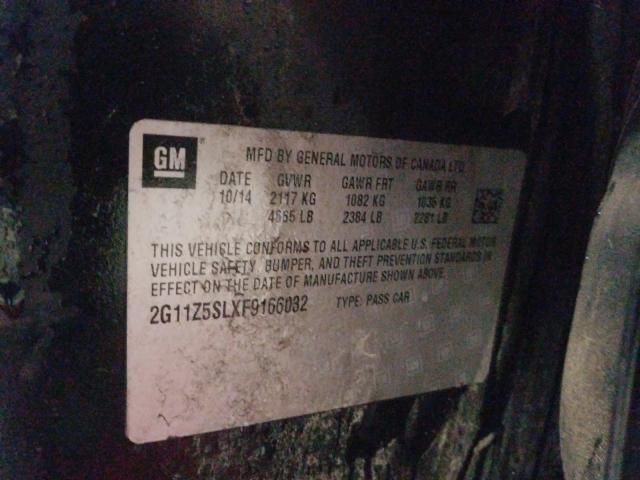 GM
MFD BY GENERAL MOTORS OF CANADA LTD
DATE GVWR GAWR FRT GAWR RR
10/14 2117 KG 1082 KG 1035 KG
4665 LB 2384 LB 2281 LB
THIS VEHICLE CONFORMS TO ALL APPLICABLE U.S. FEDERAL MOTOR
VEHICLE SAFETY, BUMPER, AND THEFT PREVENTION STANDARDS IN
EFFECT ON THE DATE OF MANUFACTURE SHOWN ABOVE.
2G11Z5SLXF9166032 TYPE: PASS CAR